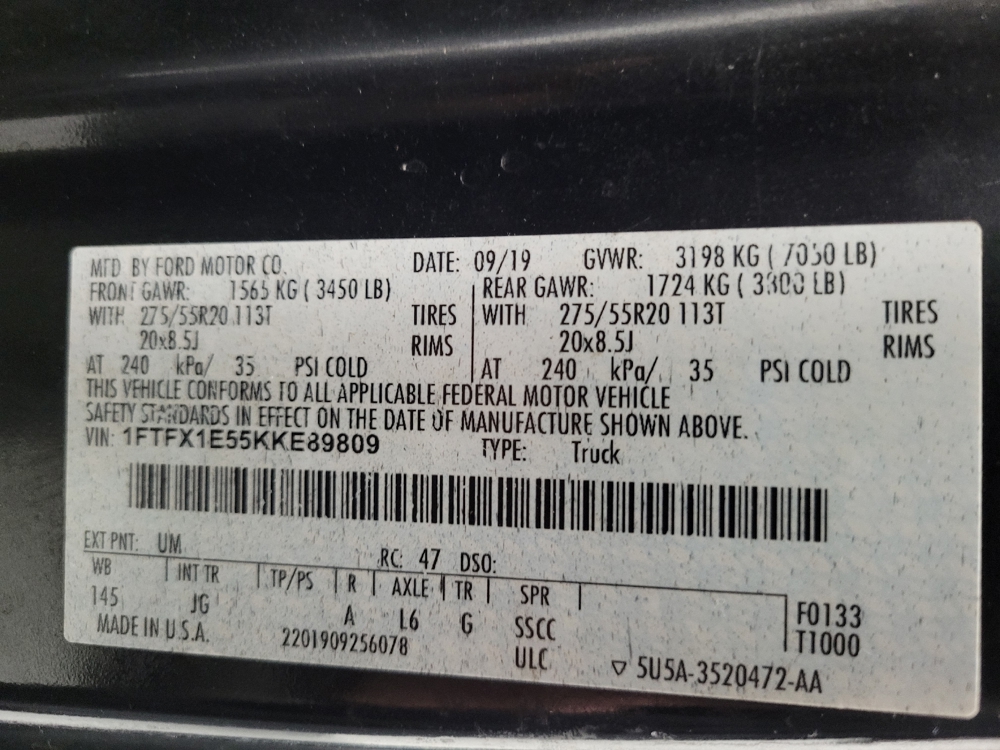 MFD BY FORD MOTOR CO. DATE: 09/19 GVWR: 3198 KG ( 7050 LB)
FRONT GAWR: 1565 KG ( 3450 LB) REAR GAWR: 1724 KG ( 3800 LB)
WITH 275/55R20 113T TIRES WITH 275/55R20 113T TIRES
20x8.5J RIMS 20x8.5J RIMS
AT 240 kPa/ 35 PSI COLD AT 240 kPa/ 35 PSI COLD
THIS VEHICLE CONFORMS TO ALL APPLICABLE FEDERAL MOTOR VEHICLE
SAFETY STANDARDS IN EFFECT ON THE DATE OF MANUFACTURE SHOWN ABOVE.
VIN: 1FTFX1E55KKE89809 TYPE: Truck
EXT PNT: UM RC: 47 DSO:
WB INT TR TP/PS R AXLE TR SPR
145 JG A L6 G SSCC F0133
MADE IN U.S.A. 2201909256078 ULC T1000
5U5A-3520472-AA